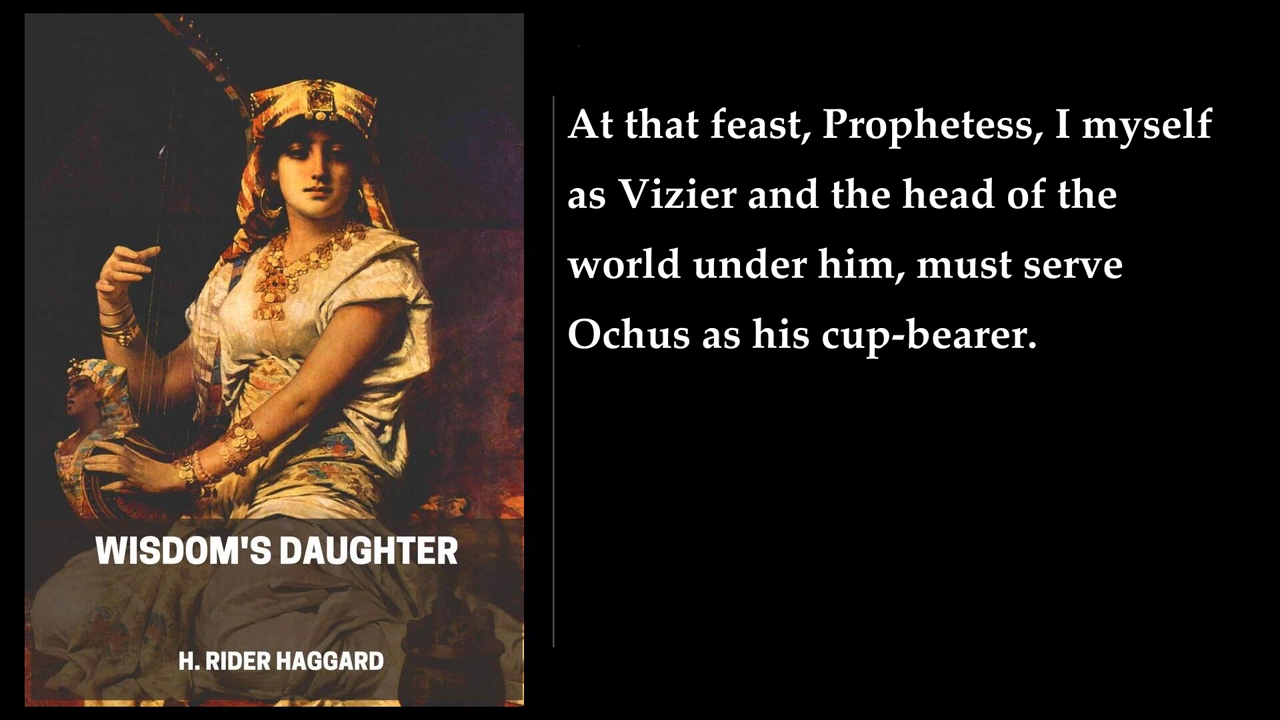 At that feast, Prophetess, I myself
as Vizier and the head of the
world under him, must serve
Ochus as his cup-bearer.
WISDOM'S DAUGHTER
H. RIDER HAGGARD